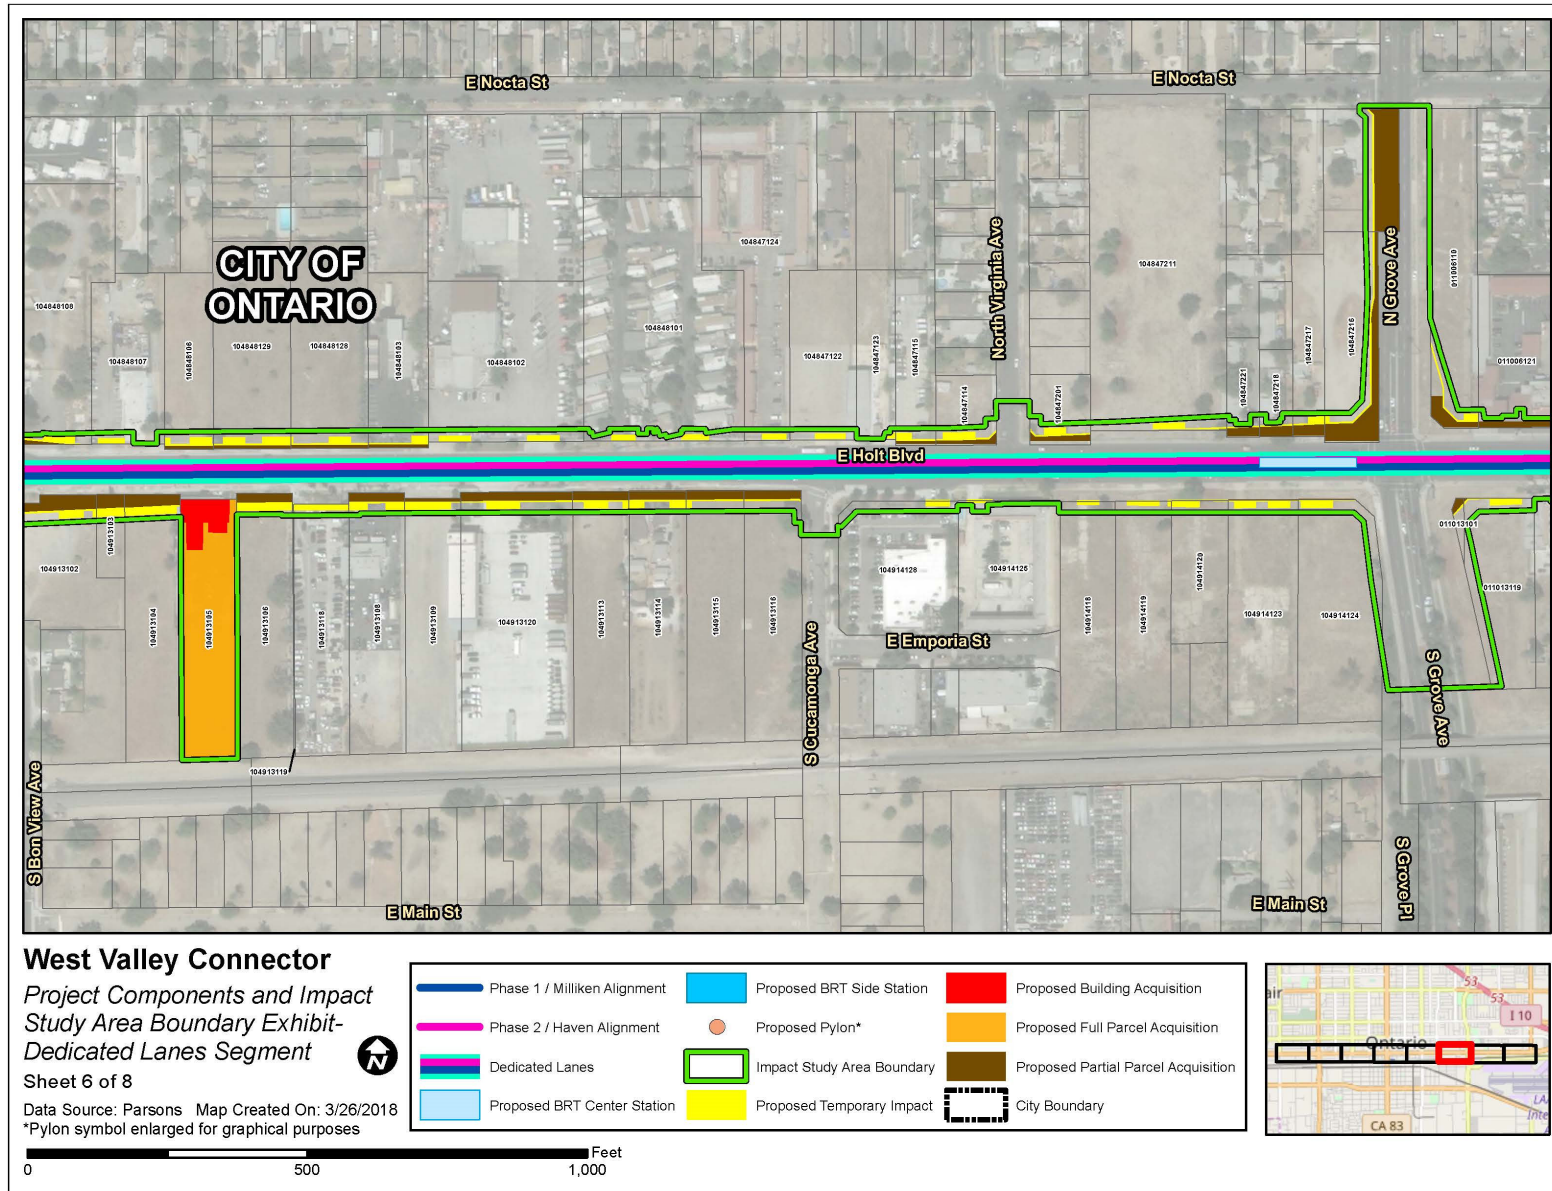 E Nocta St
E Nocta St
CITY OF
ONTARIO
North Virginia Ave
N Grove Ave
104847124
104847211
011006110
104848108
104848107
104848106
104848129
104848128
104848103
104848102
104848101
104847122
104847123
104847115
104847114
104847201
104847221
104847218
104847217
104847216
011006121
E Holt Blvd
104913102
104913103
104913104
104913105
104913106
104913118
104913108
104913109
104913120
104913113
104913114
104913115
104913116
104914128
104914125
104914118
104914119
104914120
104914123
104914124
011013101
011013119
E Emporia St
S Cucamonga Ave
S Grove Ave
104913119
S Bon View Ave
S Grove Pl
E Main St
E Main St
West Valley Connector
Project Components and Impact
Study Area Boundary Exhibit-
Dedicated Lanes Segment
N
Sheet 6 of 8
Data Source: Parsons Map Created On: 3/26/2018
*Pylon symbol enlarged for graphical purposes
Feet
0 500 1,000
Phase 1 / Milliken Alignment
Phase 2 / Haven Alignment
Dedicated Lanes
Proposed BRT Center Station
Proposed BRT Side Station
Proposed Pylon*
Impact Study Area Boundary
Proposed Temporary Impact
Proposed Building Acquisition
Proposed Full Parcel Acquisition
Proposed Partial Parcel Acquisition
City Boundary
air
53
53
I 10
Ontario
CA 83